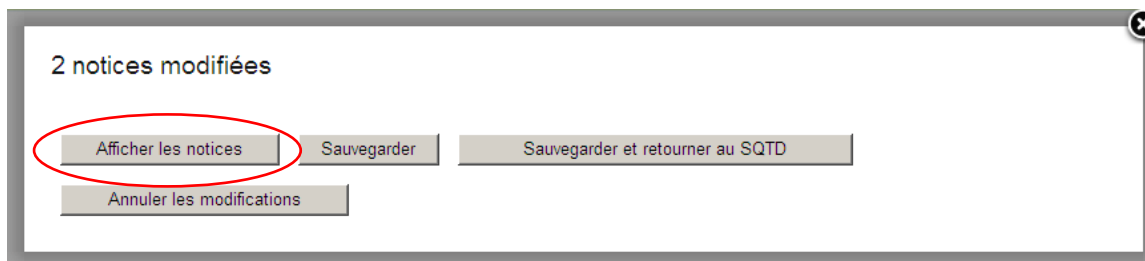 2 notices modifiées
Afficher les notices Sauvegarder Sauvegarder et retourner au SQTD
Annuler les modifications